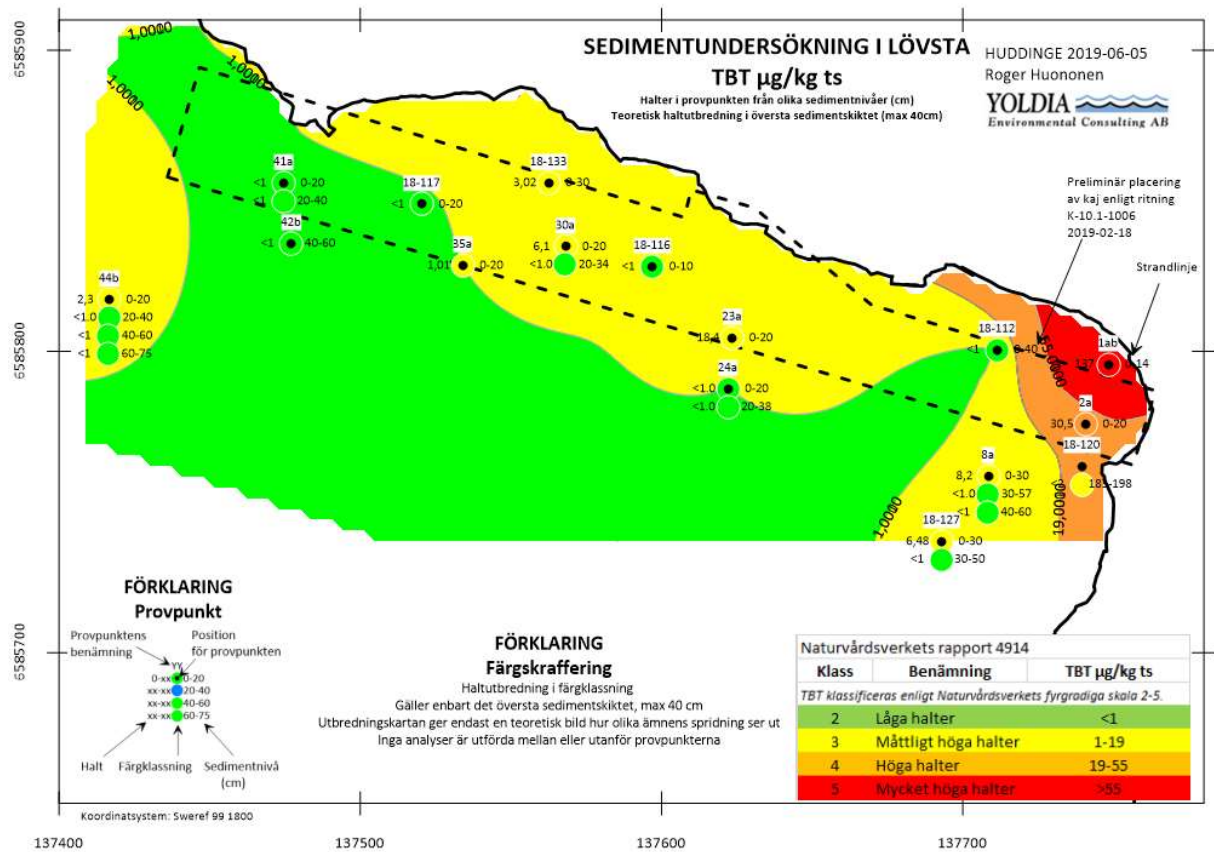 SEDIMENTUNDERSÖKNING I LÖVSTA
TBT µg/kg ts
Halter i provpunkten från olika sedimentnivåer (cm)
Teoretisk haltutbredning i översta sedimentskiktet (max 40cm)
HUDDINGE 2019-06-05
Roger Huononen
YOLDIA
Environmental Consulting AB
6585900
6585800
6585700
1,0000
1,0000
1,0000
41a
<1 0-20
<1 20-40
42b
<1 40-60
18-117
<1 0-20
18-133
3,02 0-30
30a
6,1 0-20
<1.0 20-34
18-116
<1 0-10
35a
1,01 0-20
44b
2,3 0-20
<1.0 20-40
<1 40-60
<1 60-75
23a
18,4 0-20
24a
<1.0 0-20
<1.0 20-38
18-112
<1 0-40
Preliminär placering
av kaj enligt ritning
K-10.1-1006
2019-02-18
Strandlinje
55,0000
1ab
137 0-14
2a
30,5 0-20
18-120
185-198
8a
8,2 0-30
<1.0 30-57
<1 40-60
18-127
6,48 0-30
<1 30-50
1,0000
19,0000
FÖRKLARING
Provpunkt
Provpunktens
benämning
Position
för provpunkten
YY
0-xx 0-20
xx-xx 20-40
xx-xx 40-60
xx-xx 60-75
Halt
Färgklassning
Sedimentnivå
(cm)
Koordinatsystem: Sweref 99 1800
FÖRKLARING
Färgskraffering
Haltutbredning i färgklassning
Gäller enbart det översta sedimentskiktet, max 40 cm
Utbredningskartan ger endast en teoretisk bild hur olika ämnens spridning ser ut
Inga analyser är utförda mellan eller utanför provpunkterna
Naturvårdsverkets rapport 4914
Klass Benämning TBT µg/kg ts
TBT klassificeras enligt Naturvårdsverkets fyrgradiga skala 2-5.
2 Låga halter <1
3 Måttligt höga halter 1-19
4 Höga halter 19-55
5 Mycket höga halter >55
137400
137500
137600
137700